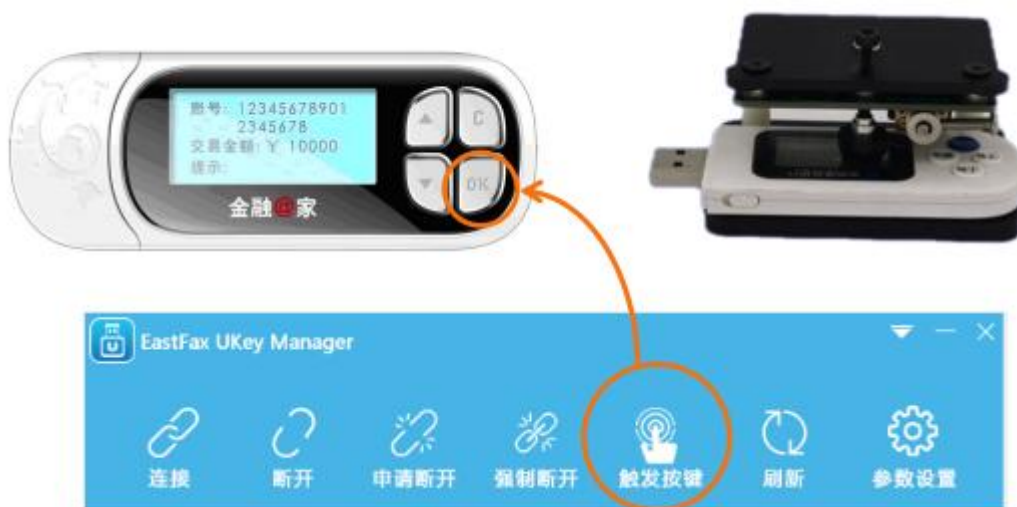 账号: 12345678901
2345678
交易金额: ¥ 10000
提示:
C
OK
金融@家
EastFax UKey Manager
连接
断开
申请断开
强制断开
触发按键
刷新
参数设置